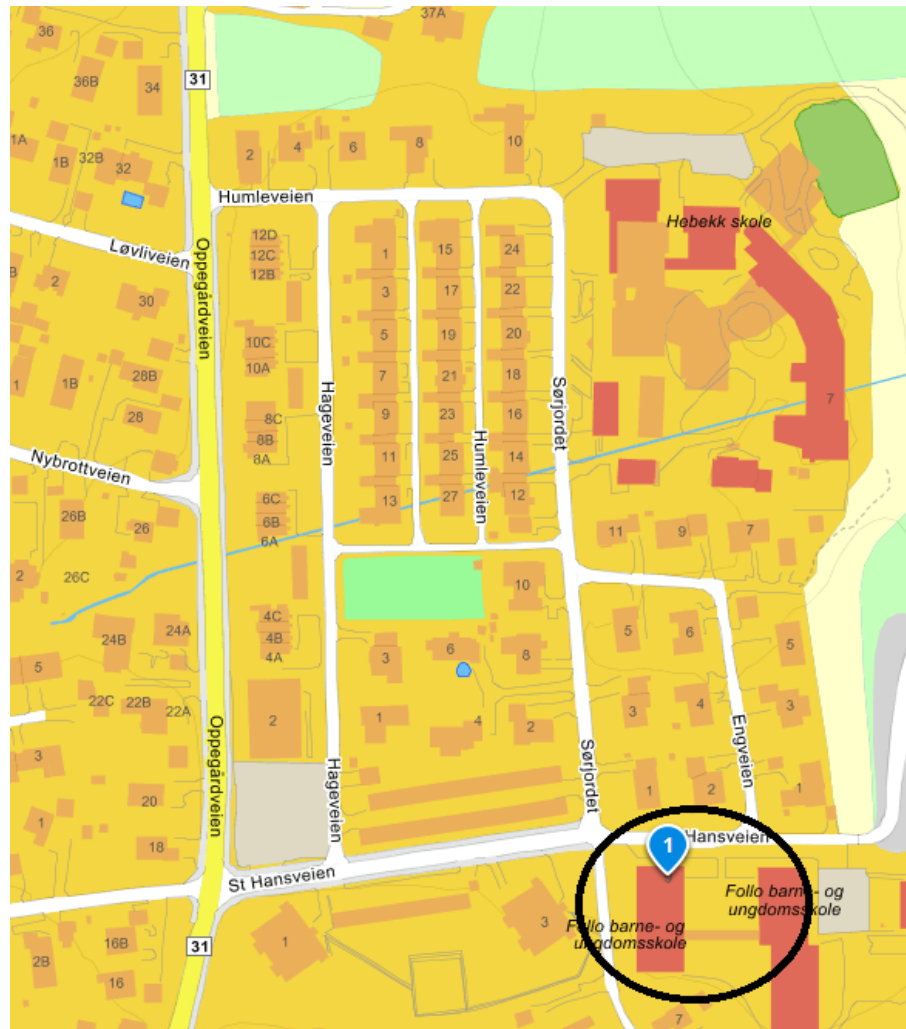 37A
36
31
36B
34
10
2
4
6
8
1A
1B
32B
32
Humleveien
Hebekk skole
Løvliveien
Oppegårdveien
12D
12C
12B
1
15
24
B
2
3
17
22
30
10C
10A
5
19
20
1
1B
28B
7
21
18
Sørjordet
7
28
Hageveien
8C
8B
8A
9
23
16
Humleveien
Nybrottveien
11
25
14
6C
13
27
12
26B
26
6B
6A
11
9
7
2
26C
10
4C
4B
4A
24B
24A
5
6
5
5
3
6
8
22C
22B
22A
2
1
4
2
3
4
3
Engveien
3
Oppegårdveien
Hageveien
Sørjordet
20
1
2
1
1
18
1
Hansveien
St Hansveien
Follo barne- og
ungdomsskole
31
16B
1
3
Follo barne- og
ungdomsskole
2B
16
7